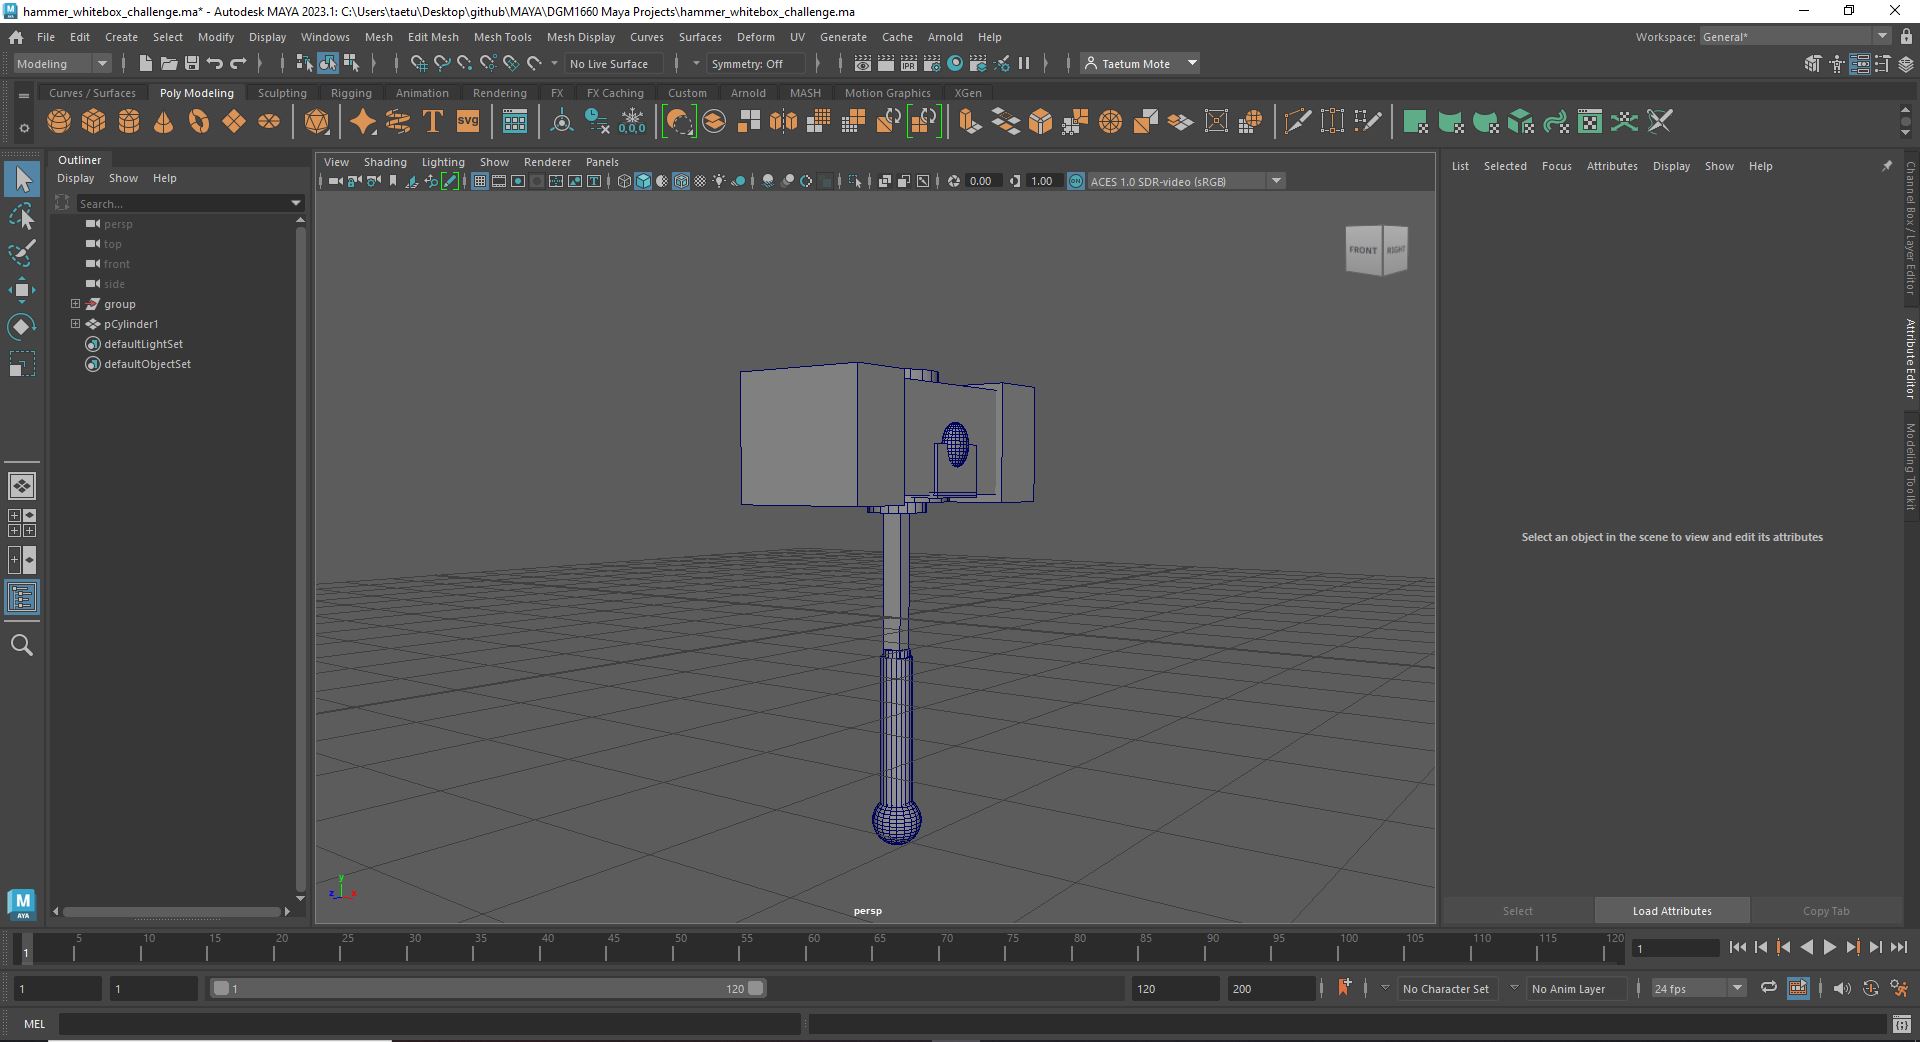 hammer_whitebox_challenge.ma* - Autodesk MAYA 2023.1: C:\Users\taetu\Desktop\github\MAYA\DGM1660 Maya Projects\hammer_whitebox_challenge.ma
File Edit Create Select Modify Display Windows Mesh Edit Mesh Mesh Tools Mesh Display Curves Surfaces Deform UV Generate Cache Arnold Help Workspace: General*
Modeling No Live Surface Symmetry: Off IPR Taetum Mote
Curves / Surfaces Poly Modeling Sculpting Rigging Animation Rendering FX FX Caching Custom Arnold MASH Motion Graphics XGen
T SVG 0,0,0
Outliner
Display Show Help
Search...
persp
top
front
side
group
pCylinder1
defaultLightSet
defaultObjectSet
View Shading Lighting Show Renderer Panels
0.00 1.00 ON ACES 1.0 SDR-video (sRGB)
FRONT RIGHT
y
z x
persp
List Selected Focus Attributes Display Show Help
Channel Box / Layer Editor
Attribute Editor
Modeling Toolkit
Select an object in the scene to view and edit its attributes
Select Load Attributes Copy Tab
M
AYA
1 5 10 15 20 25 30 35 40 45 50 55 60 65 70 75 80 85 90 95 100 105 110 115 120 1
1 1 1 120 120 200 No Character Set No Anim Layer 24 fps
MEL